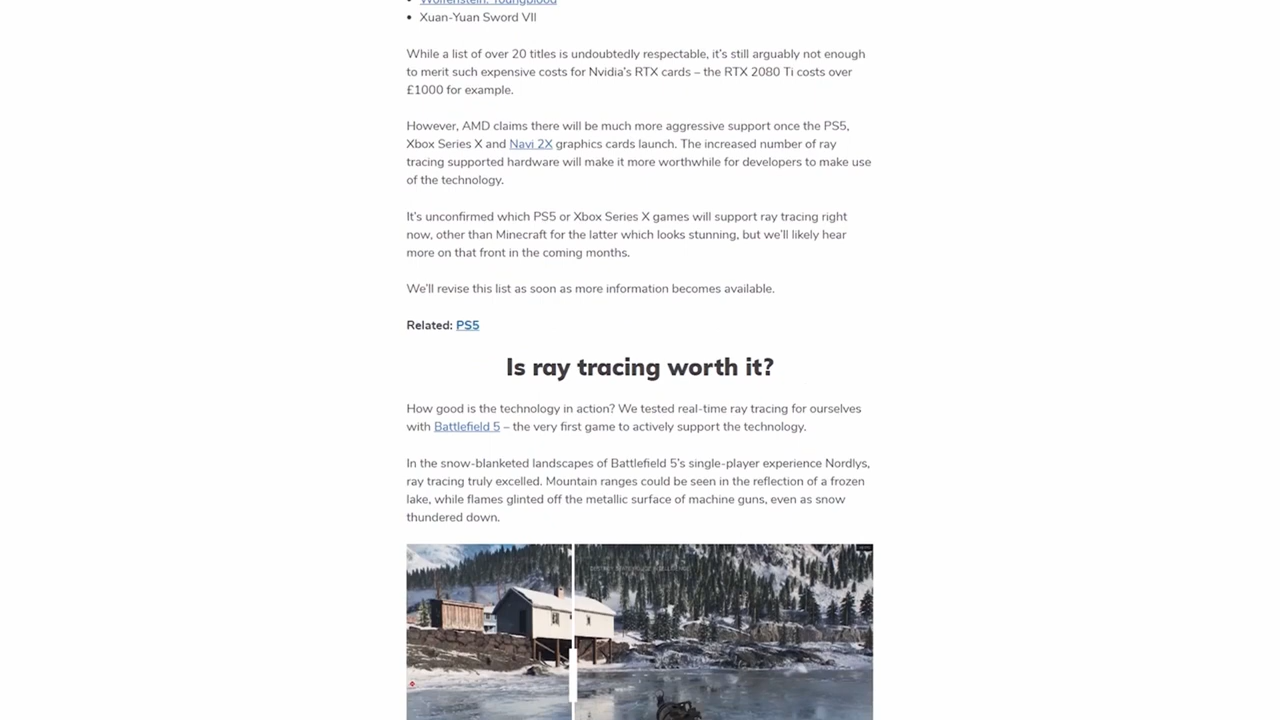 Wolfenstein: Youngblood
• Xuan-Yuan Sword VII
While a list of over 20 titles is undoubtedly respectable, it’s still arguably not enough
to merit such expensive costs for Nvidia’s RTX cards – the RTX 2080 Ti costs over
£1000 for example.
However, AMD claims there will be much more aggressive support once the PS5,
Xbox Series X and Navi 2X graphics cards launch. The increased number of ray
tracing supported hardware will make it more worthwhile for developers to make use
of the technology.
It’s unconfirmed which PS5 or Xbox Series X games will support ray tracing right
now, other than Minecraft for the latter which looks stunning, but we’ll likely hear
more on that front in the coming months.
We’ll revise this list as soon as more information becomes available.
Related: PS5
Is ray tracing worth it?
How good is the technology in action? We tested real-time ray tracing for ourselves
with Battlefield 5 – the very first game to actively support the technology.
In the snow-blanketed landscapes of Battlefield 5’s single-player experience Nordlys,
ray tracing truly excelled. Mountain ranges could be seen in the reflection of a frozen
lake, while flames glinted off the metallic surface of machine guns, even as snow
thundered down.